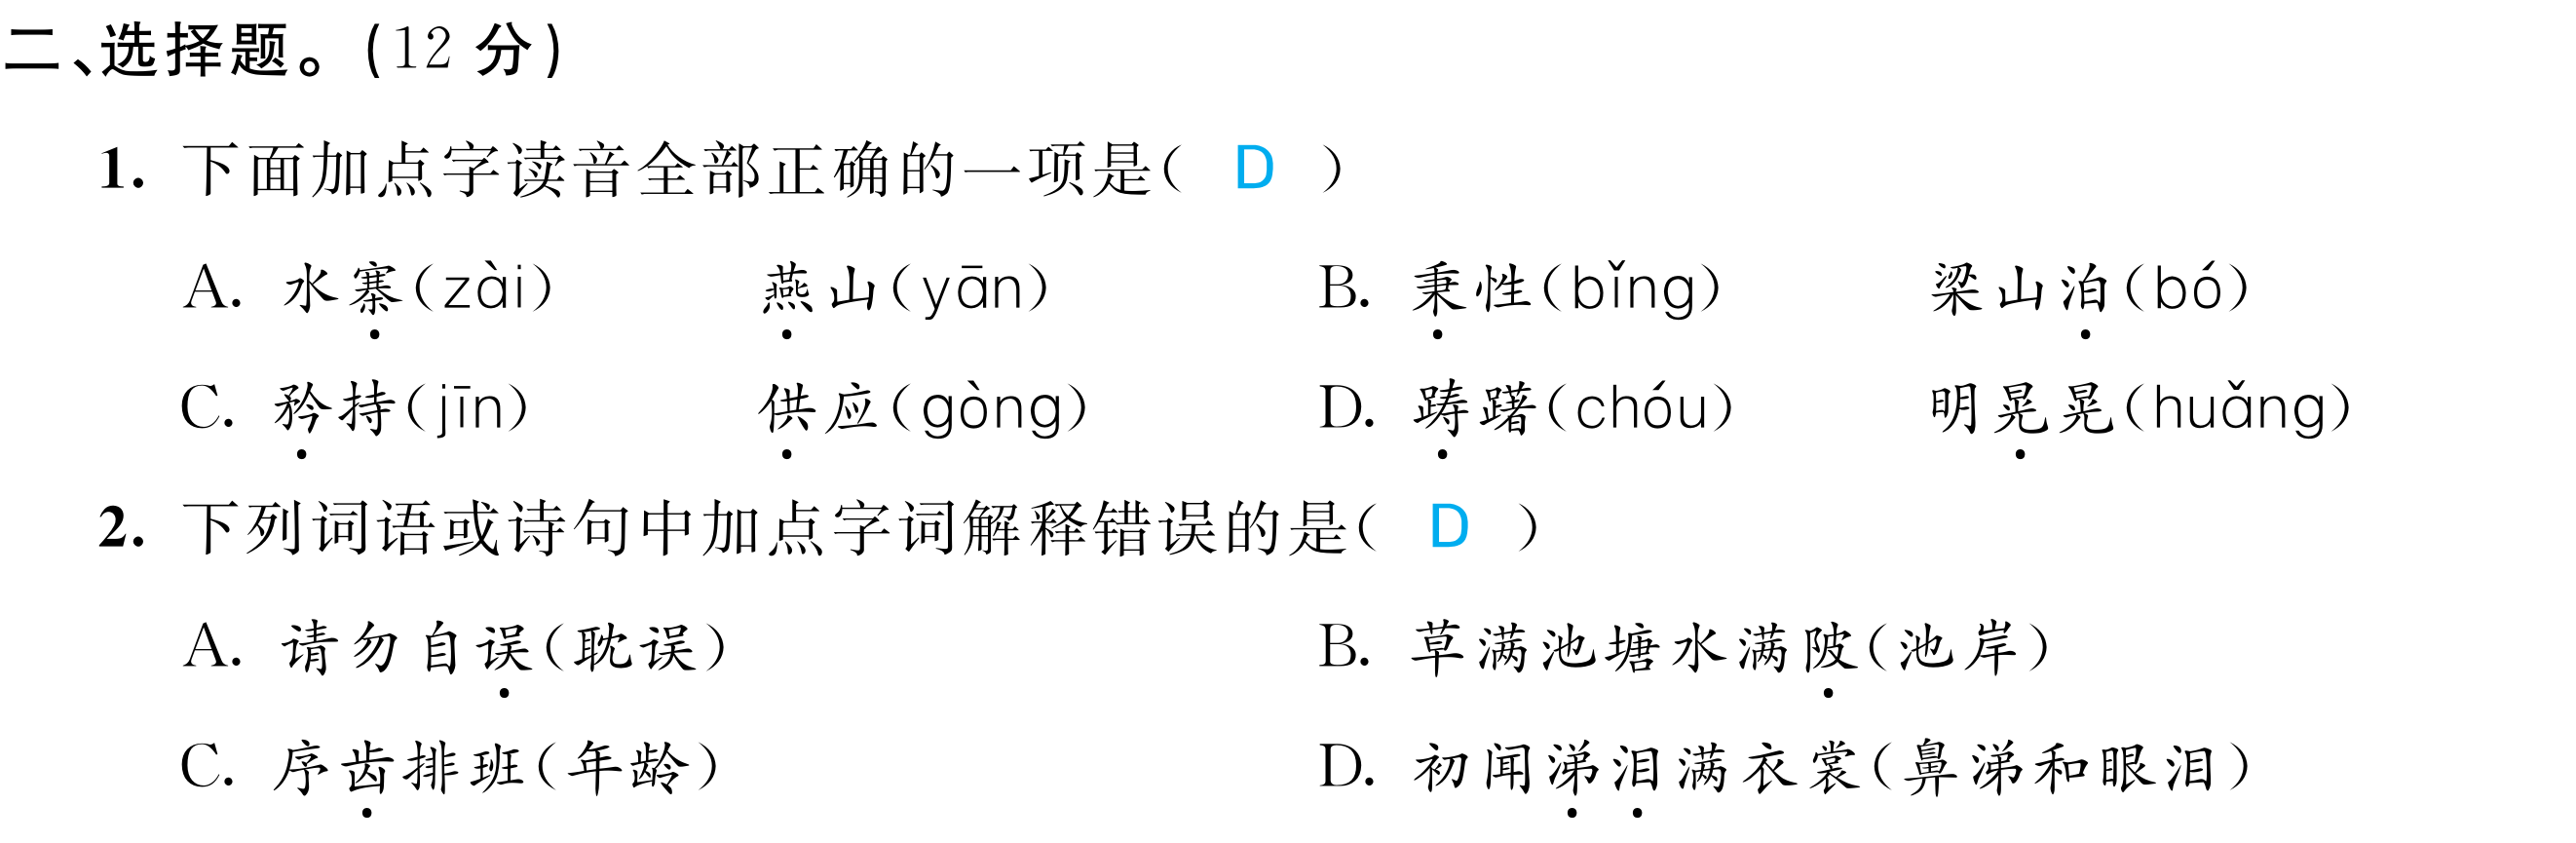 二、选择题。(12 分)
1. 下面加点字读音全部正确的一项是( D )
A. 水寨(zài) 燕山(yān) B. 秉性(bǐng) 梁山泊(bó)
C. 矜持(jīn) 供应(gòng) D. 踌躇(chóu) 明晃晃(huǎng)
2. 下列词语或诗句中加点字词解释错误的是( D )
A. 请勿自误(耽误) B. 草满池塘水满陂(池岸)
C. 序齿排班(年龄) D. 初闻涕泪满衣裳(鼻涕和眼泪)